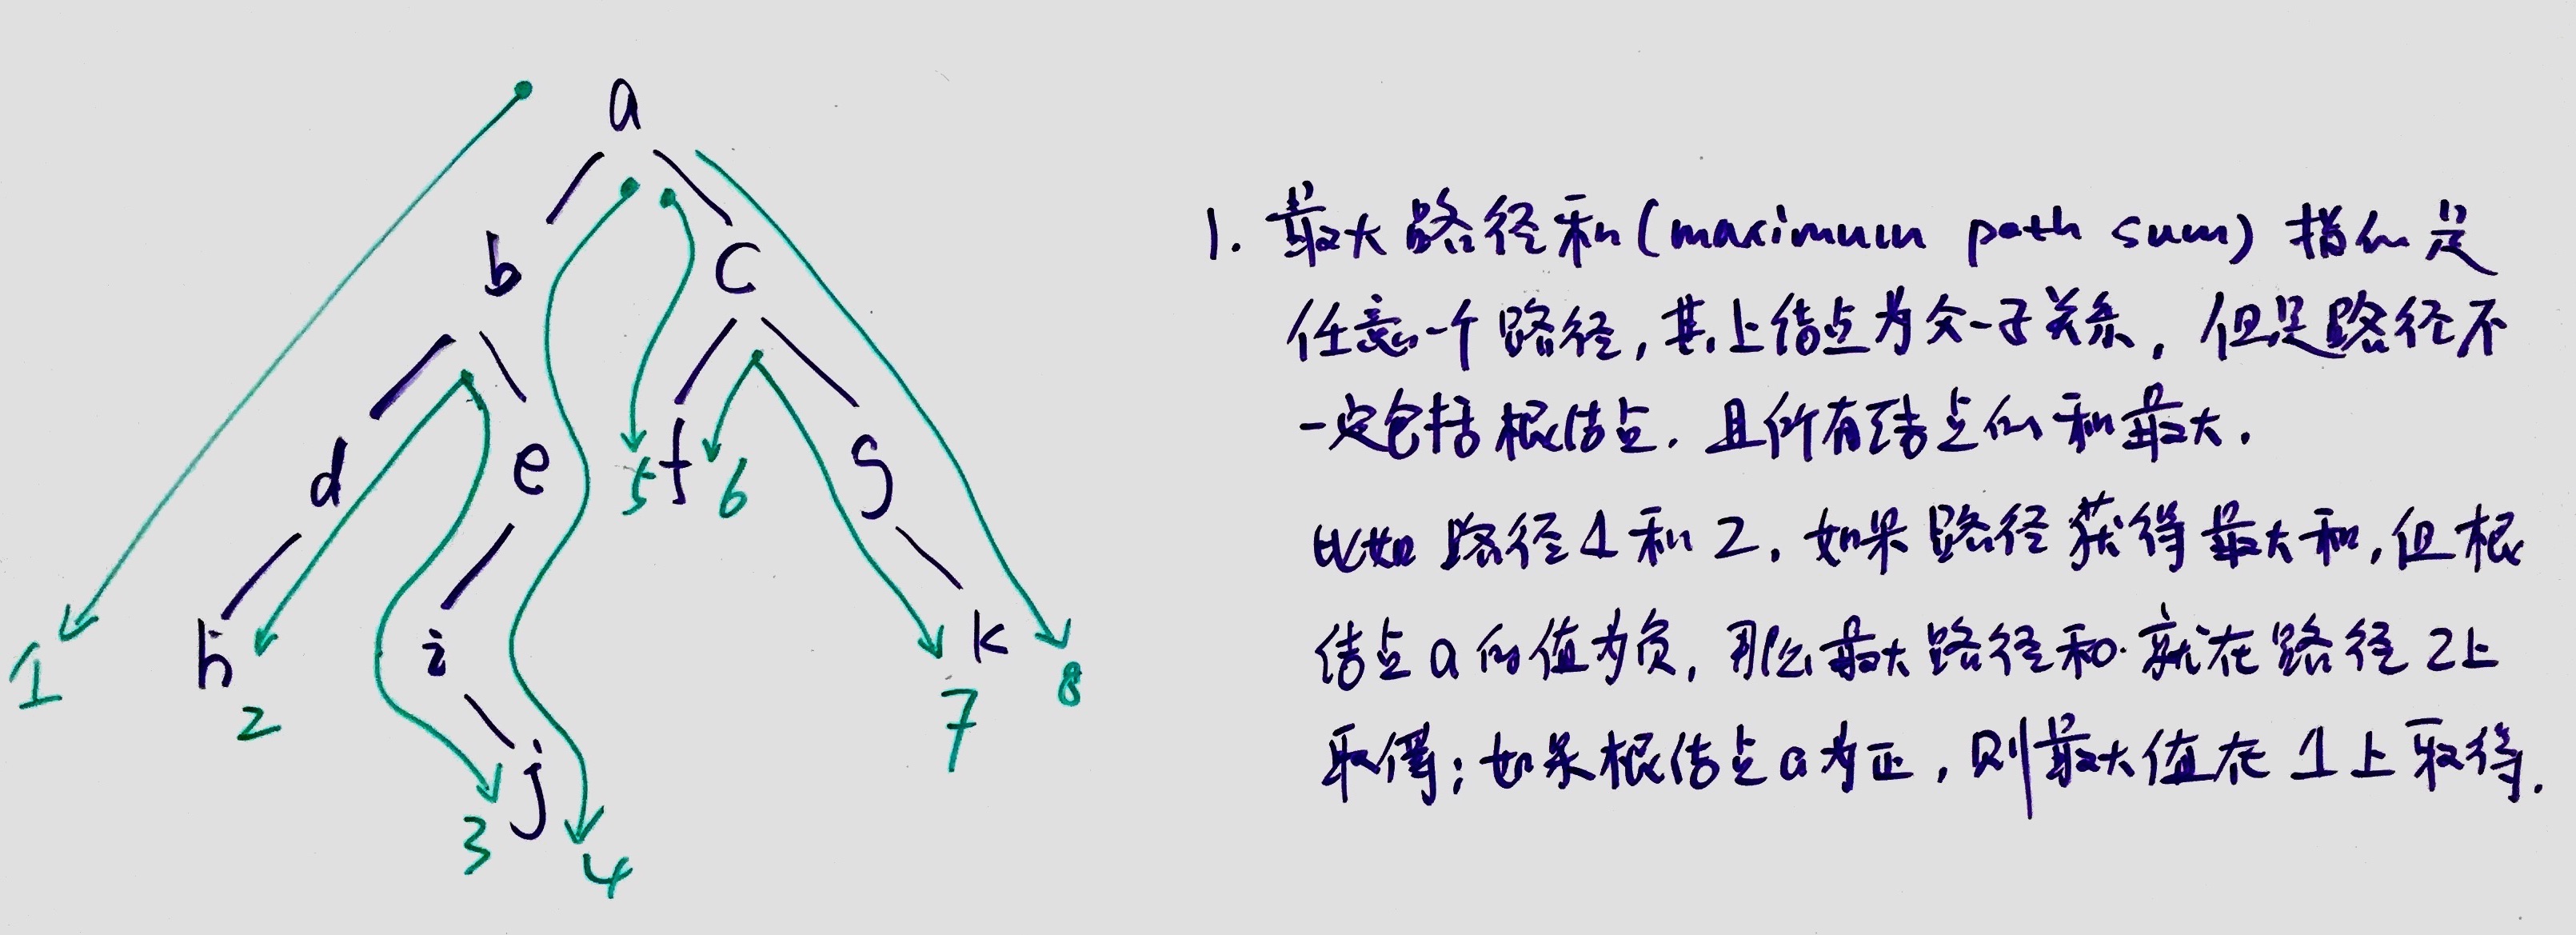 a
b
c
d
e
f
g
h
i
k
j
1
2
3
4
5
6
7
8
1. 最大路径和(maximum path sum) 指的是
任意一个路径,其上结点为父-子关系,但是路径不
一定包括根结点.且所有结点的和最大.
比如路径1和2,如果路径获得最大和,但根
结点a的值为负,那么最大路径和就在路径2上
取得;如果根结点a为正,则最大值在1上取得.